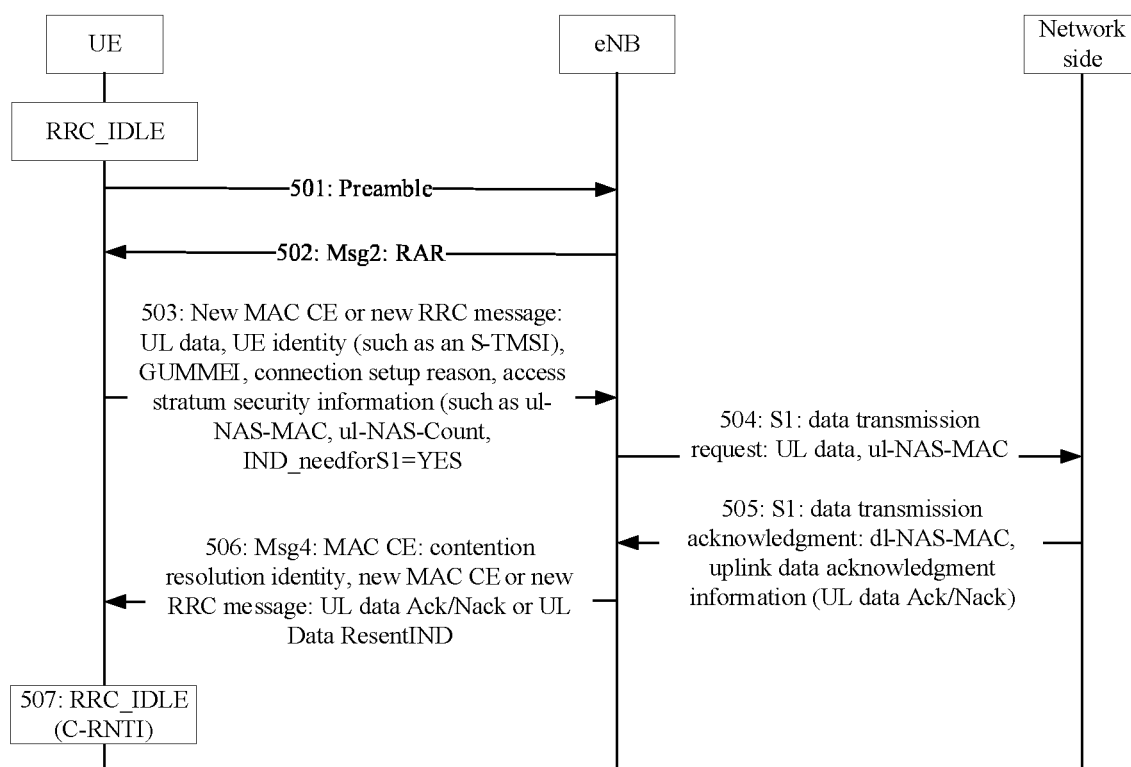 UE
eNB
Network
side
RRC_IDLE
501: Preamble
502: Msg2: RAR
503: New MAC CE or new RRC message:
UL data, UE identity (such as an S-TMSI),
GUMMEI, connection setup reason, access
stratum security information (such as ul-
NAS-MAC, ul-NAS-Count,
IND_needforS1=YES
504: S1: data transmission
request: UL data, ul-NAS-MAC
505: S1: data transmission
acknowledgment: dl-NAS-MAC,
uplink data acknowledgment
information (UL data Ack/Nack)
506: Msg4: MAC CE: contention
resolution identity, new MAC CE or new
RRC message: UL data Ack/Nack or UL
Data ResentIND
507: RRC_IDLE
(C-RNTI)